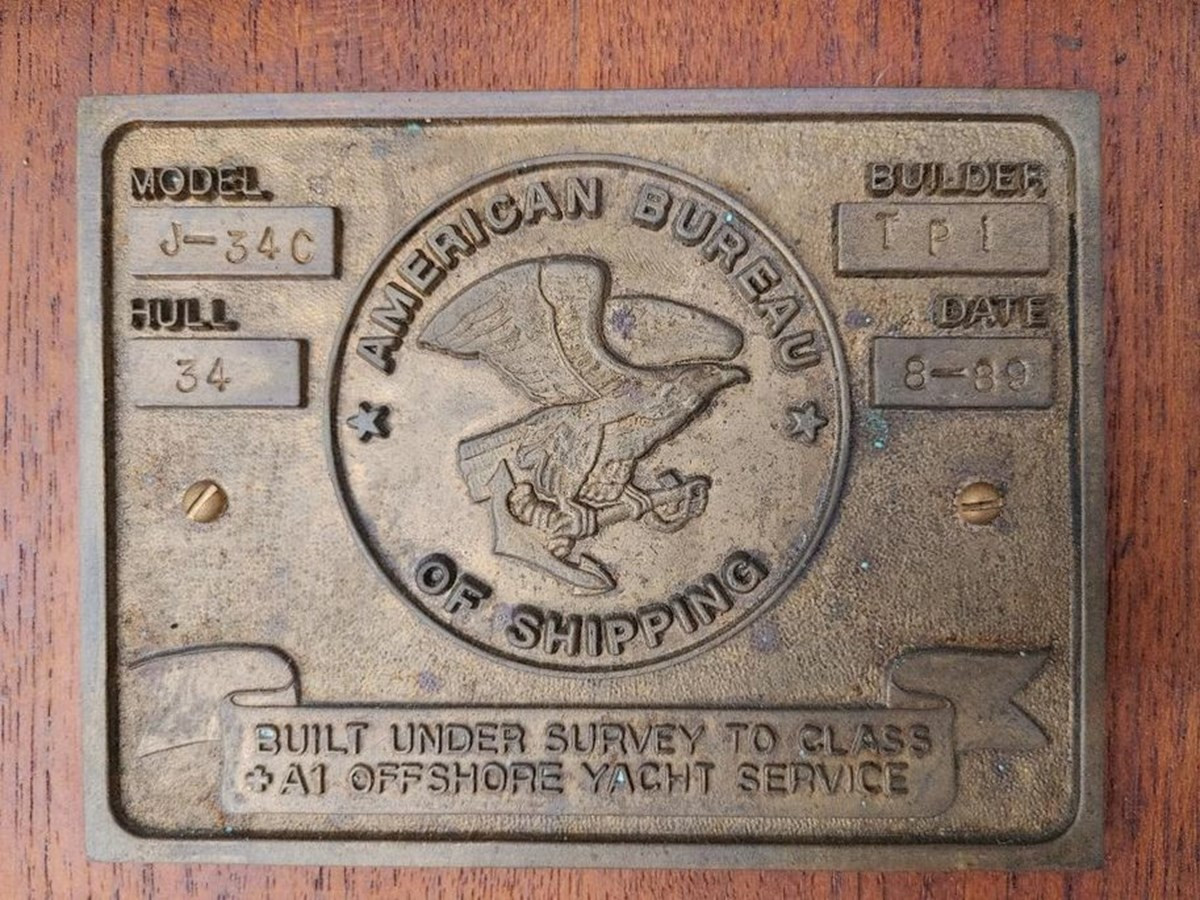 MODEL
J-34C
HULL
34
AMERICAN BUREAU
OF SHIPPING
BUILDER
T P I
DATE
8-89
BUILT UNDER SURVEY TO CLASS
✠A1 OFFSHORE YACHT SERVICE